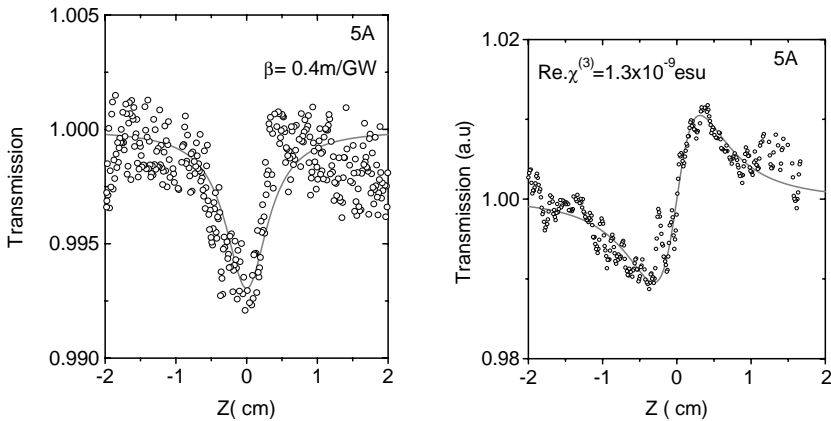 1.005
5A
β= 0.4m/GW
1.000
0.995
0.990
Transmission
-2
-1
0
1
2
Z( cm)
1.02
5A
Re.χ(3)=1.3x10-9esu
1.00
0.98
Transmission (a.u)
-2
-1
0
1
2
Z ( cm)